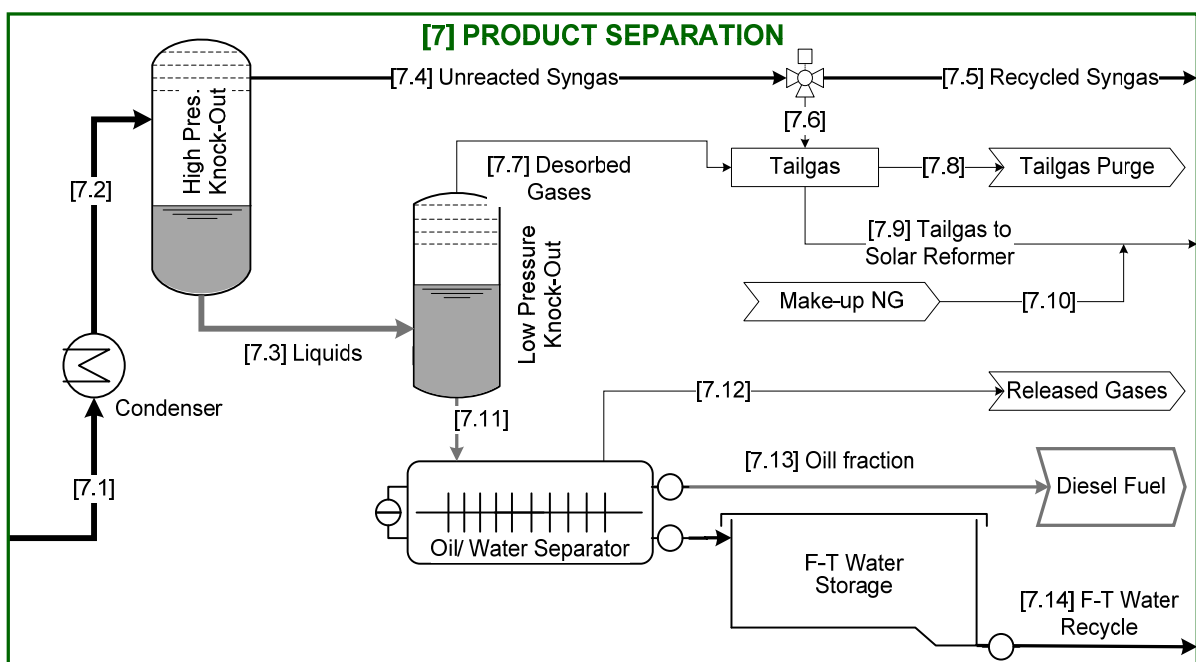 [7] PRODUCT SEPARATION
[7.4] Unreacted Syngas
[7.5] Recycled Syngas
High Pres.
Knock-Out
[7.6]
[7.2]
[7.7] Desorbed
Gases
Tailgas
[7.8]
Tailgas Purge
[7.9] Tailgas to
Solar Reformer
Low Pressure
Knock-Out
Make-up NG
[7.10]
[7.3] Liquids
Condenser
[7.12]
Released Gases
[7.11]
[7.1]
[7.13] Oill fraction
Diesel Fuel
Oil/ Water Separator
F-T Water
Storage
[7.14] F-T Water
Recycle